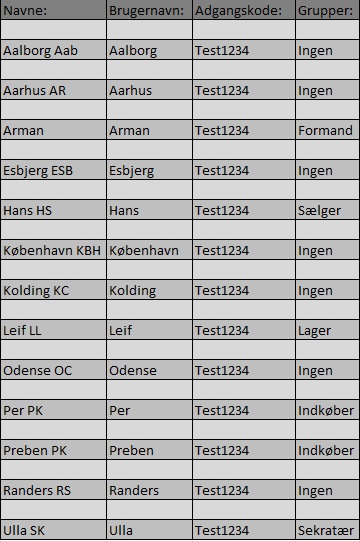 Navne: Brugernavn: Adgangskode: Grupper:
Aalborg Aab Aalborg Test1234 Ingen
Aarhus AR Aarhus Test1234 Ingen
Arman Arman Test1234 Formand
Esbjerg ESB Esbjerg Test1234 Ingen
Hans HS Hans Test1234 Sælger
København KBH København Test1234 Ingen
Kolding KC Kolding Test1234 Ingen
Leif LL Leif Test1234 Lager
Odense OC Odense Test1234 Ingen
Per PK Per Test1234 Indkøber
Preben PK Preben Test1234 Indkøber
Randers RS Randers Test1234 Ingen
Ulla SK Ulla Test1234 Sekratær